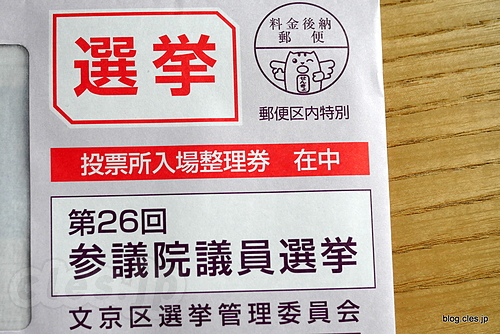 選挙
料金後納
郵便
郵便区内特別
投票所入場整理券 在中
第26回
参議院議員選挙
文京区選挙管理委員会
blog.cles.jp